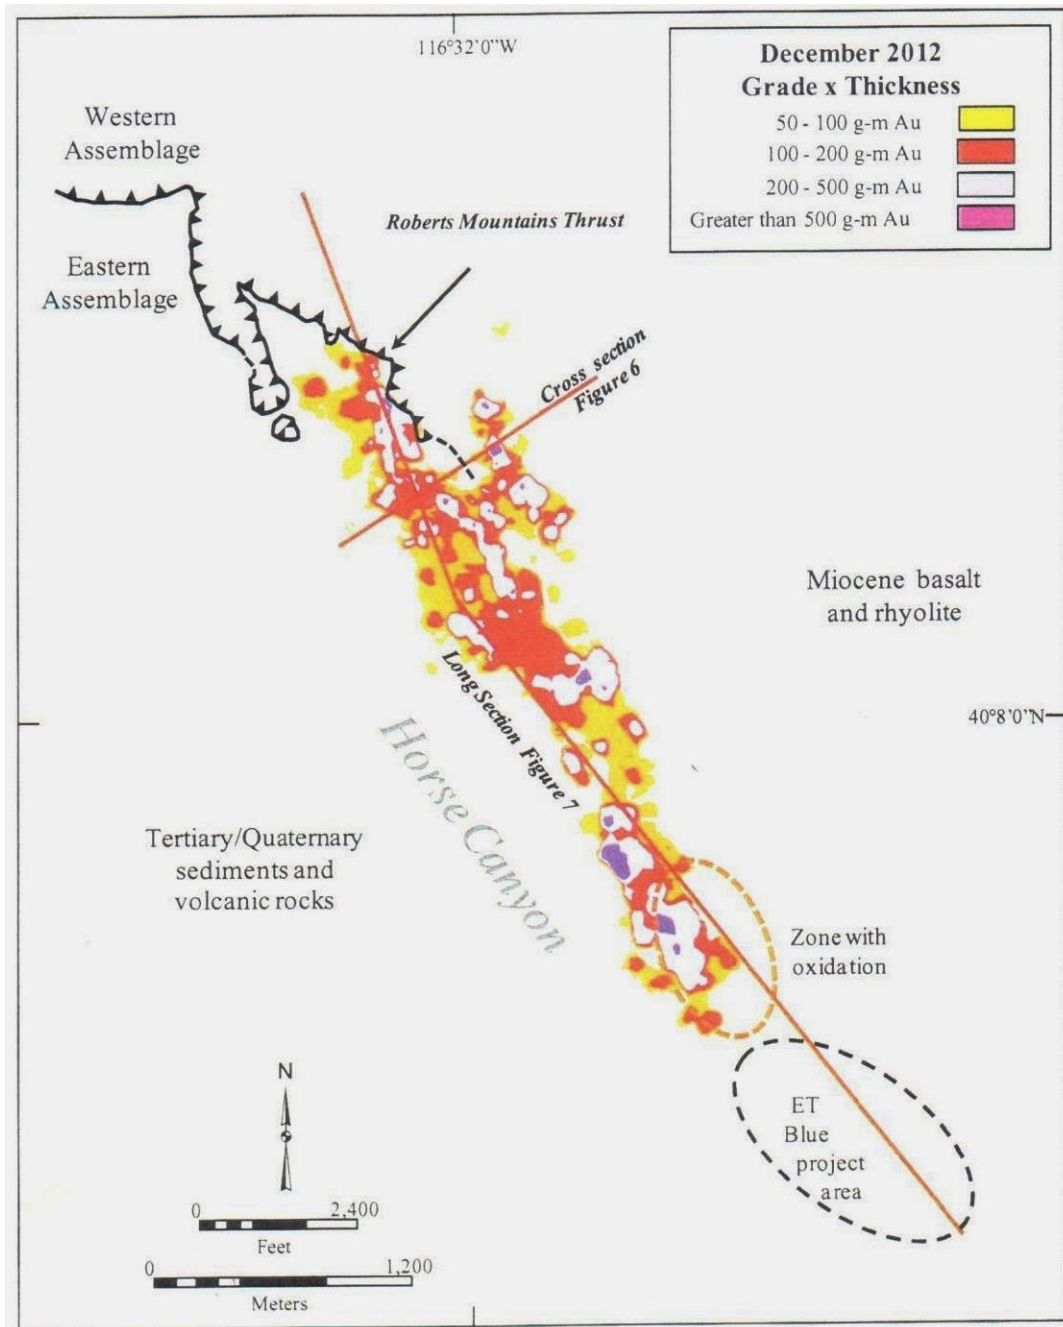 116°32'0"W
December 2012
Grade x Thickness
50 - 100 g-m Au
100 - 200 g-m Au
200 - 500 g-m Au
Greater than 500 g-m Au
Western
Assemblage
Roberts Mountains Thrust
Eastern
Assemblage
Cross section
Figure 6
Miocene basalt
and rhyolite
Long Section Figure 7
40°8'0"N
Horse Canyon
Tertiary/Quaternary
sediments and
volcanic rocks
Zone with
oxidation
N
ET
Blue
project
area
0 2,400
Feet
0 1,200
Meters